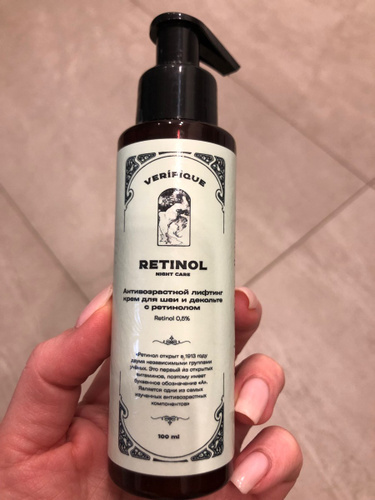 VERÍFIQUE
RETINOL
NIGHT CARE
Антивозрастной лифтинг
крем для шеи и декольте
с ретинолом
Retinol 0,5%
«Ретинол открыт в 1913 году
двумя независимыми группами
учёных. Это первый из открытых
витаминов, поэтому имеет
буквенное обозначение «А».
Является одним из самых
изученных антивозрастных
компонентов»
100 ml